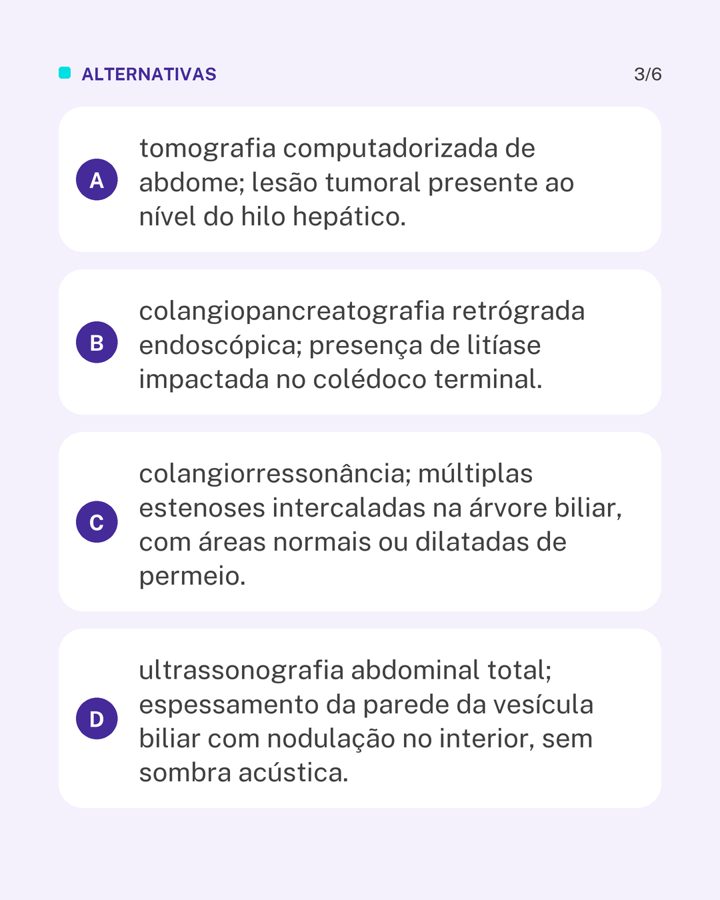 ALTERNATIVAS
3/6
A
tomografia computadorizada de
abdome; lesão tumoral presente ao
nível do hilo hepático.
B
colangiopancreatografia retrógrada
endoscópica; presença de litíase
impactada no colédoco terminal.
C
colangiorressonância; múltiplas
estenoses intercaladas na árvore biliar,
com áreas normais ou dilatadas de
permeio.
D
ultrassonografia abdominal total;
espessamento da parede da vesícula
biliar com nodulação no interior, sem
sombra acústica.